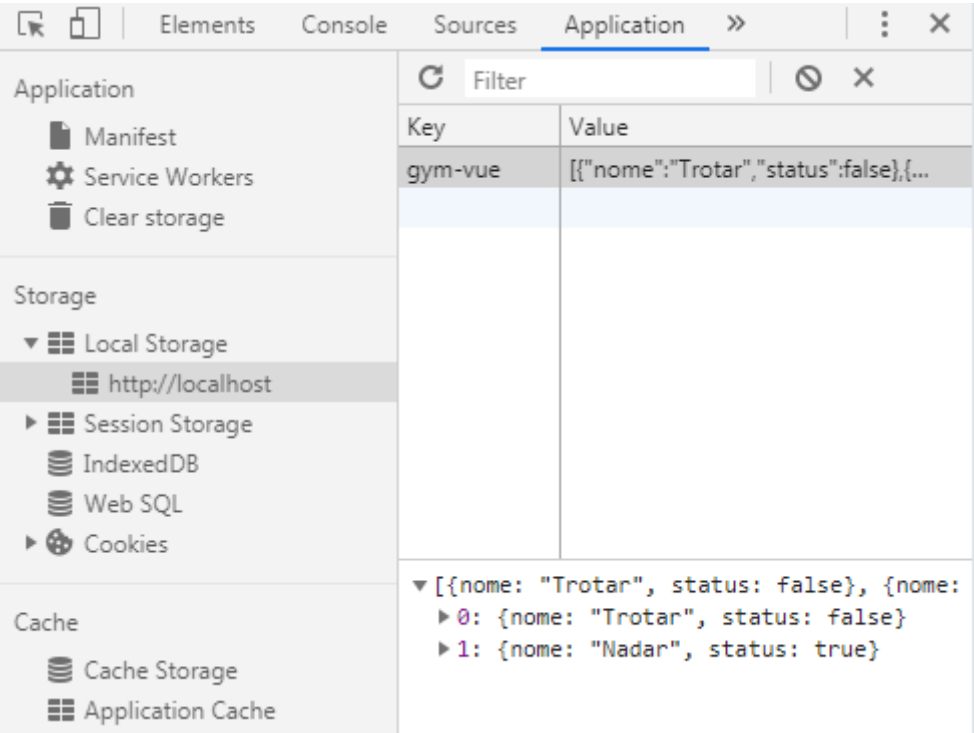 Elements Console Sources Application »
Application
Manifest
Service Workers
Clear storage
Storage
Local Storage
http://localhost
Session Storage
IndexedDB
Web SQL
Cookies
Cache
Cache Storage
Application Cache
Filter
Key Value
gym-vue [{"nome":"Trotar","status":false},{...
[{nome: "Trotar", status: false}, {nome:
0: {nome: "Trotar", status: false}
1: {nome: "Nadar", status: true}